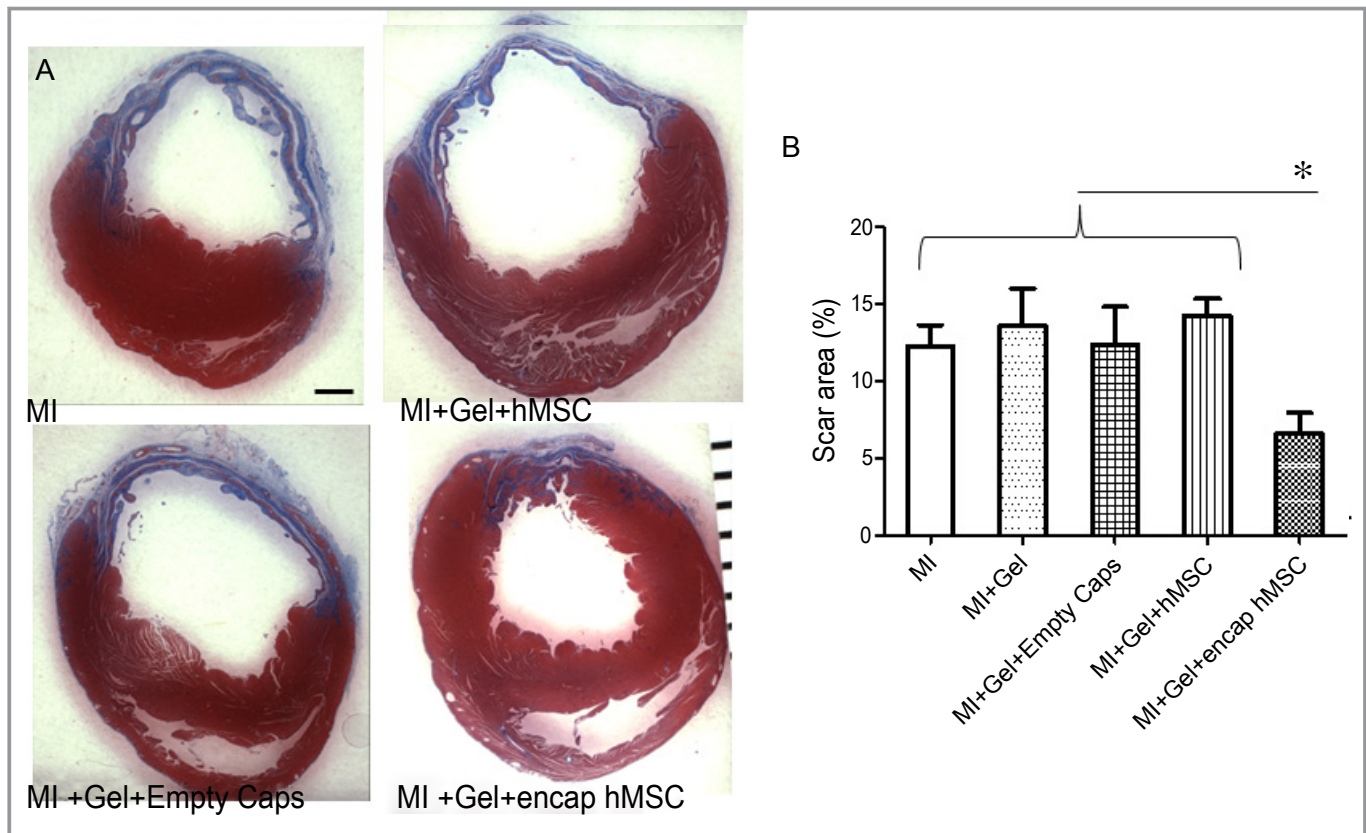 A
MI
MI+Gel+hMSC
MI +Gel+Empty Caps
MI +Gel+encap hMSC
B
*
20
15
10
5
0
Scar area (%)
MI
MI+Gel
MI+Gel+Empty Caps
MI+Gel+hMSC
MI+Gel+encap hMSC